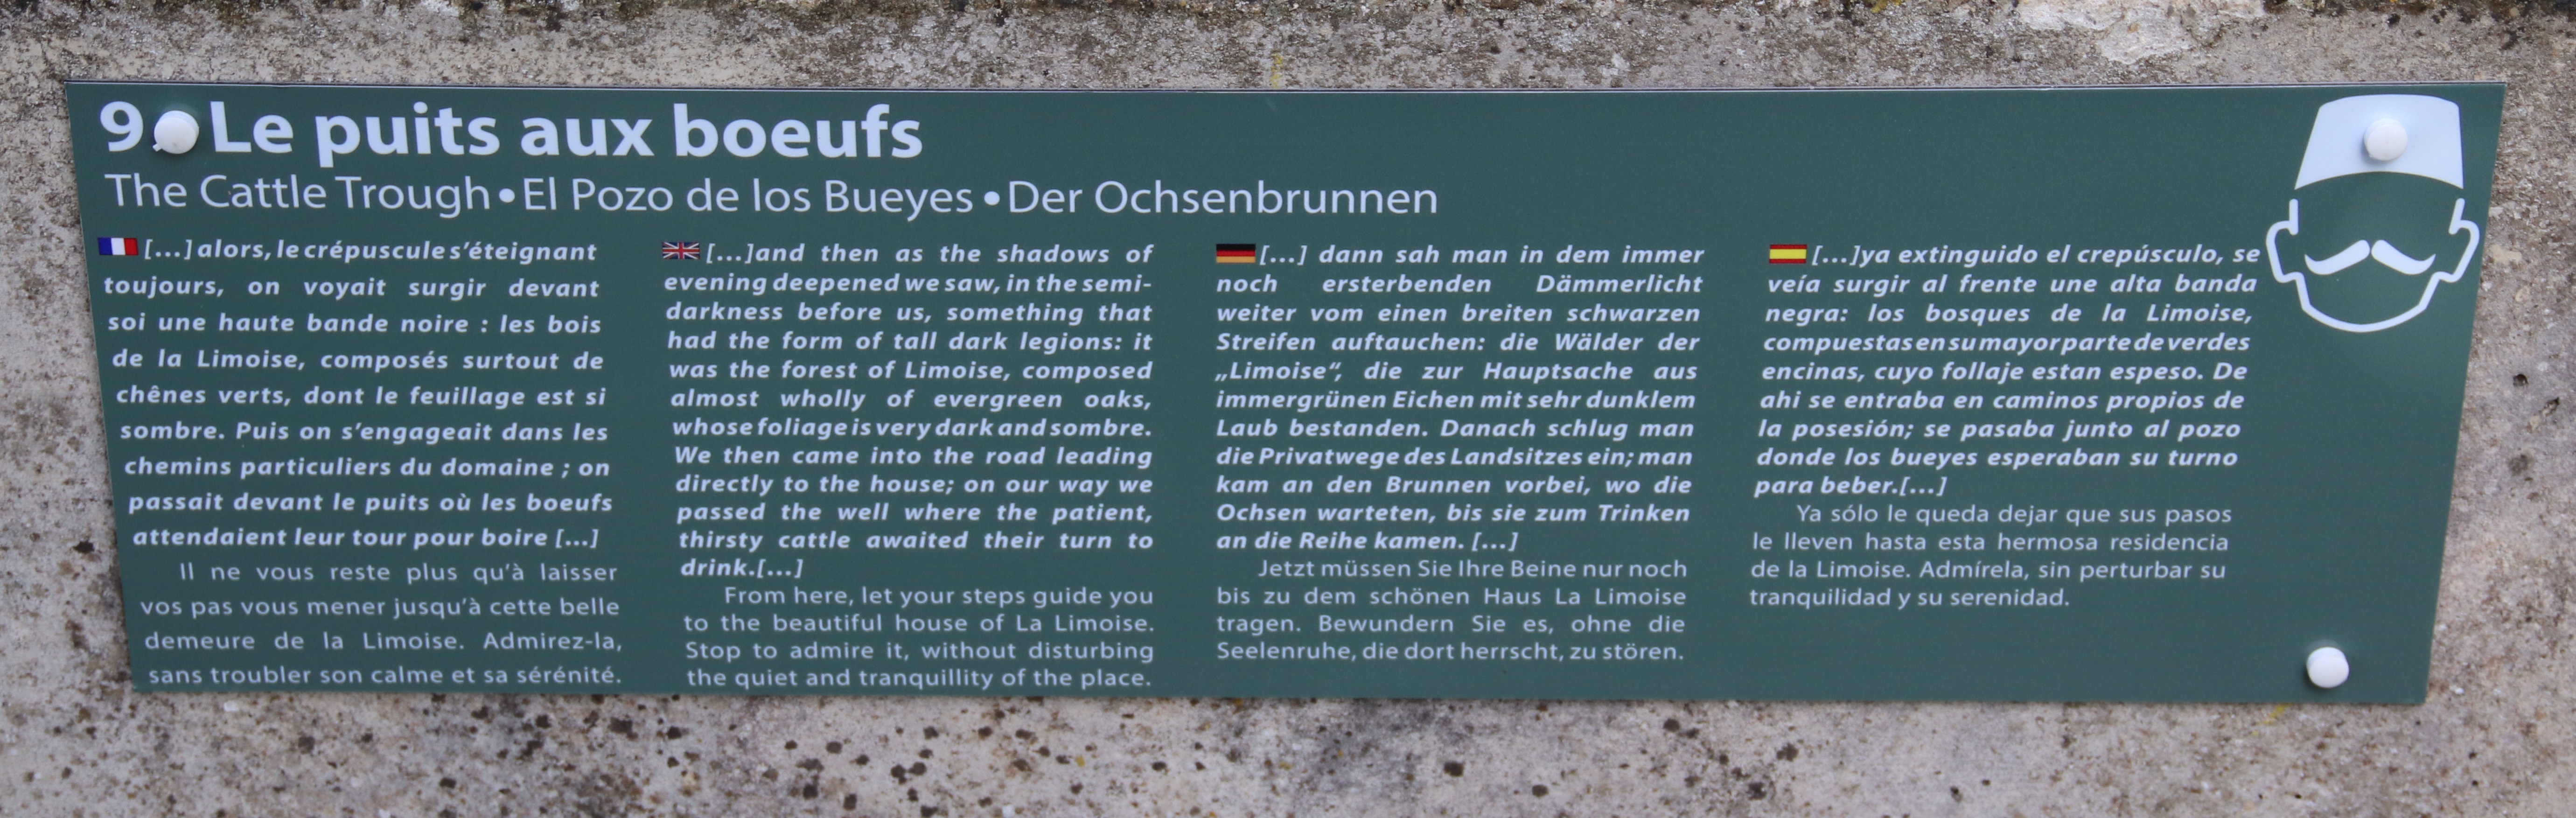 9. Le puits aux boeufs
The Cattle Trough • El Pozo de los Bueyes • Der Ochsenbrunnen
[...] alors, le crépuscule s'éteignant
toujours, on voyait surgir devant
soi une haute bande noire : les bois
de la Limoise, composés surtout de
chênes verts, dont le feuillage est si
sombre. Puis on s'engageait dans les
chemins particuliers du domaine ; on
passait devant le puits où les boeufs
attendaient leur tour pour boire [...]
Il ne vous reste plus qu'à laisser
vos pas vous mener jusqu'à cette belle
demeure de la Limoise. Admirez-la,
sans troubler son calme et sa sérénité.
[...]and then as the shadows of
evening deepened we saw, in the semi-
darkness before us, something that
had the form of tall dark legions: it
was the forest of Limoise, composed
almost wholly of evergreen oaks,
whose foliage is very dark and sombre.
We then came into the road leading
directly to the house; on our way we
passed the well where the patient,
thirsty cattle awaited their turn to
drink.[...]
From here, let your steps guide you
to the beautiful house of La Limoise.
Stop to admire it, without disturbing
the quiet and tranquillity of the place.
[...] dann sah man in dem immer
noch ersterbenden Dämmerlicht
weiter vom einen breiten schwarzen
Streifen auftauchen: die Wälder der
„Limoise“, die zur Hauptsache aus
immergrünen Eichen mit sehr dunklem
Laub bestanden. Danach schlug man
die Privatwege des Landsitzes ein; man
kam an den Brunnen vorbei, wo die
Ochsen warteten, bis sie zum Trinken
an die Reihe kamen. [...]
Jetzt müssen Sie Ihre Beine nur noch
bis zu dem schönen Haus La Limoise
tragen. Bewundern Sie es, ohne die
Seelenruhe, die dort herrscht, zu stören.
[...]ya extinguido el crepúsculo, se
veía surgir al frente une alta banda
negra: los bosques de la Limoise,
compuestas en su mayor parte de verdes
encinas, cuyo follaje estan espeso. De
ahi se entraba en caminos propios de
la posesión; se pasaba junto al pozo
donde los bueyes esperaban su turno
para beber.[...]
Ya sólo le queda dejar que sus pasos
le lleven hasta esta hermosa residencia
de la Limoise. Admírela, sin perturbar su
tranquilidad y su serenidad.